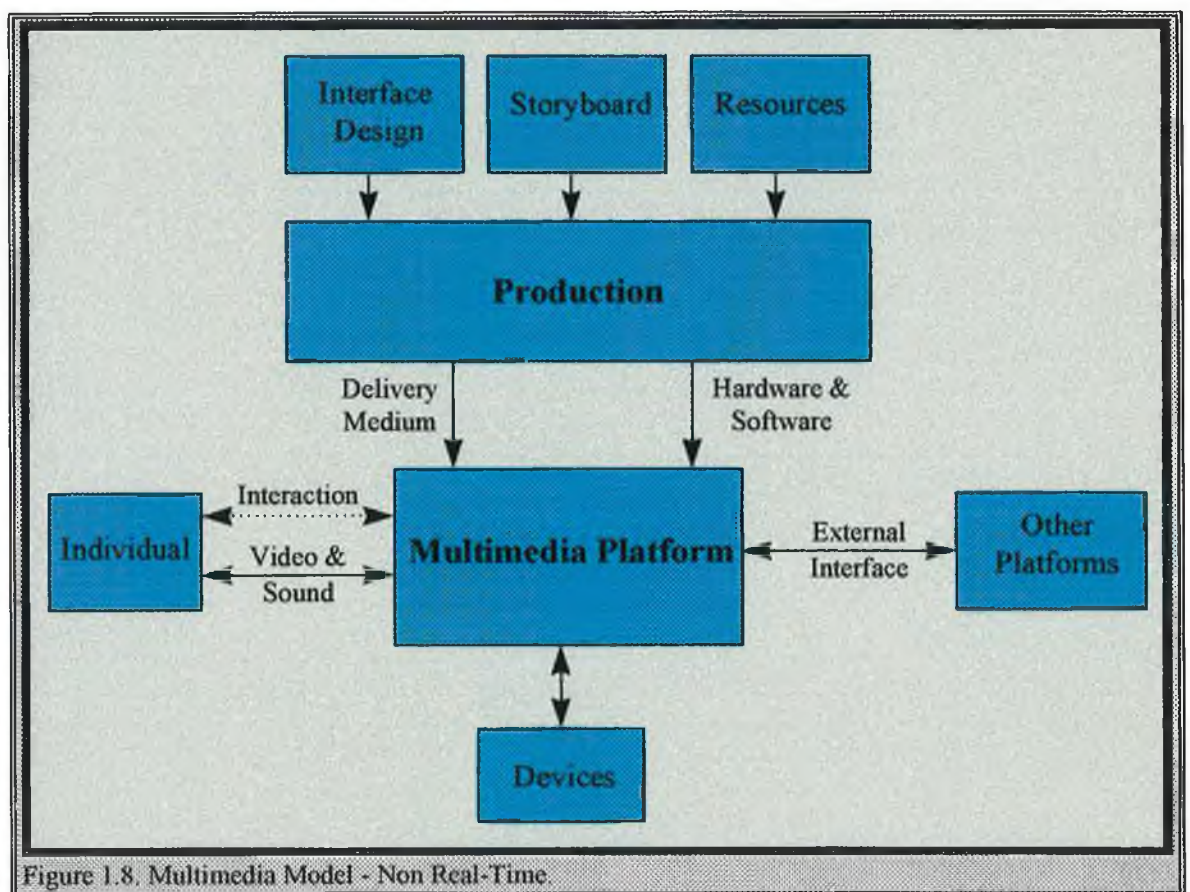 Interface
Design
Storyboard
Resources
Production
Delivery
Medium
Hardware &
Software
Interaction
Individual
Video &
Sound
Multimedia Platform
External
Interface
Other
Platforms
Devices
Figure 1.8. Multimedia Model - Non Real-Time.